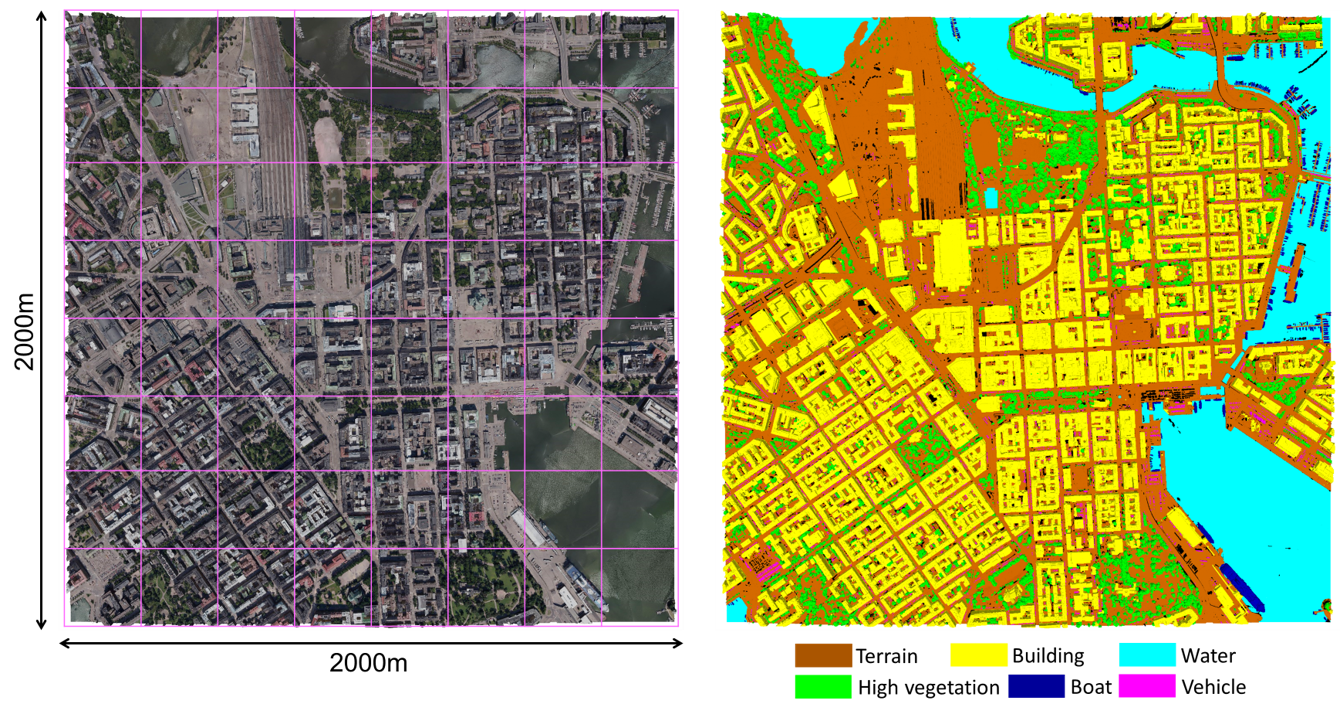 2000m
2000m
Terrain
Building
Water
High vegetation
Boat
Vehicle